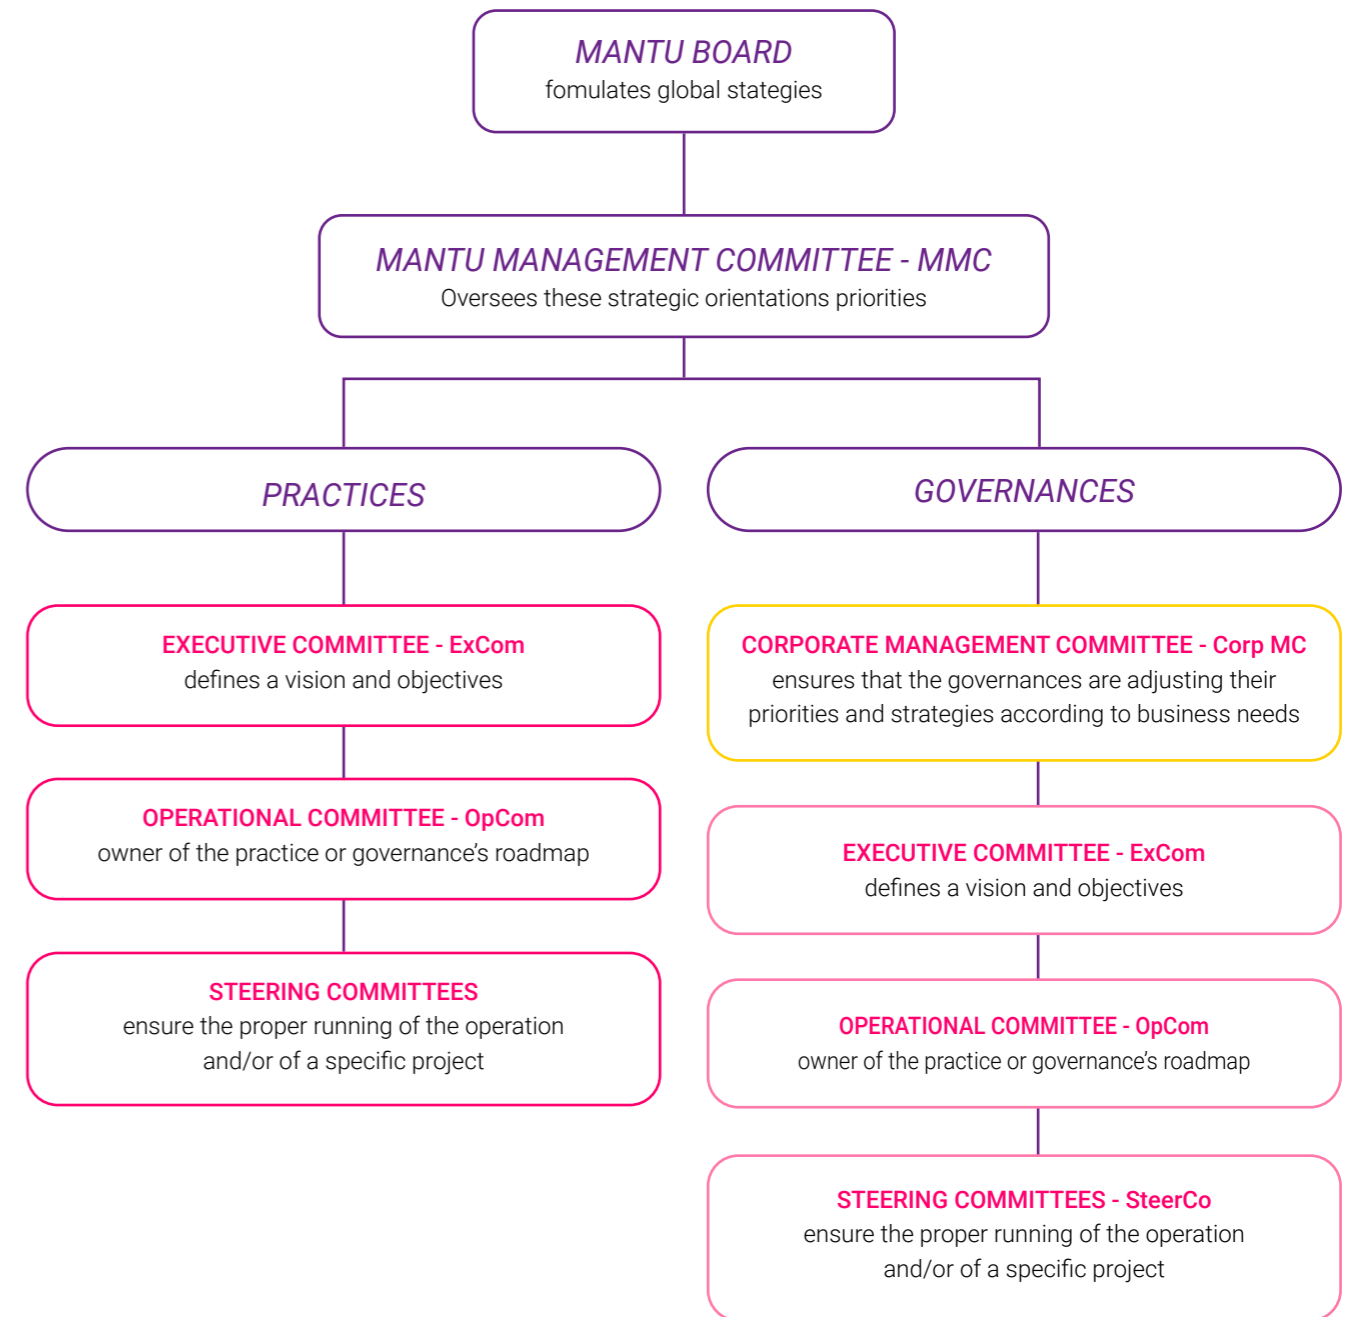 MANTU BOARD
fomulates global stategies
MANTU MANAGEMENT COMMITTEE - MMC
Oversees these strategic orientations priorities
PRACTICES
EXECUTIVE COMMITTEE - ExCom
defines a vision and objectives
OPERATIONAL COMMITTEE - OpCom
owner of the practice or governance’s roadmap
STEERING COMMITTEES
ensure the proper running of the operation
and/or of a specific project
GOVERNANCES
CORPORATE MANAGEMENT COMMITTEE - Corp MC
ensures that the governances are adjusting their
priorities and strategies according to business needs
EXECUTIVE COMMITTEE - ExCom
defines a vision and objectives
OPERATIONAL COMMITTEE - OpCom
owner of the practice or governance’s roadmap
STEERING COMMITTEES - SteerCo
ensure the proper running of the operation
and/or of a specific project